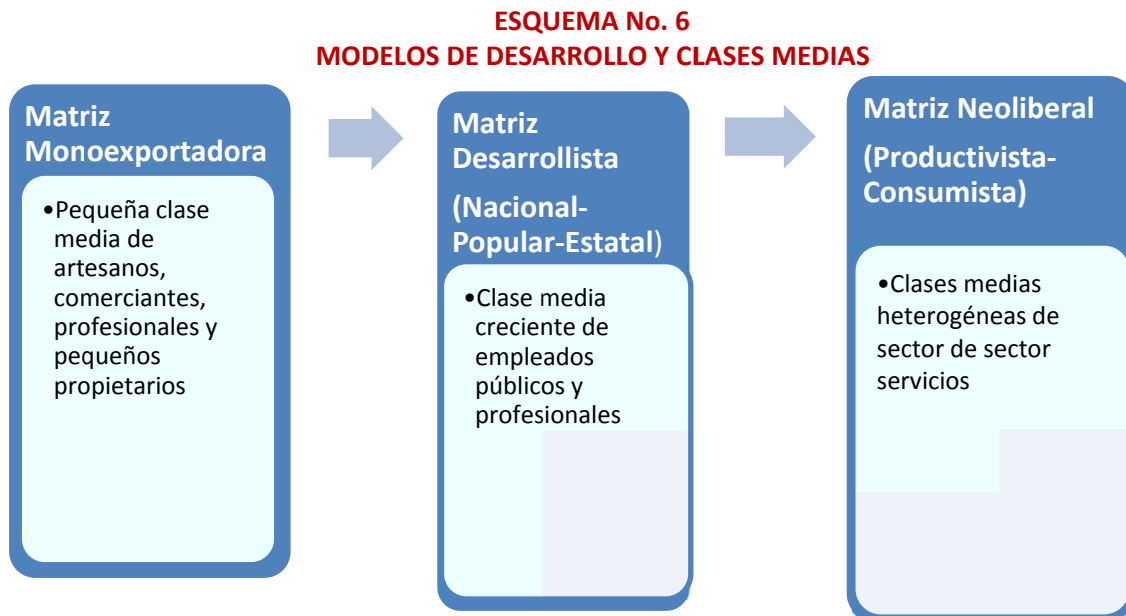 ESQUEMA No. 6
MODELOS DE DESARROLLO Y CLASES MEDIAS
Matriz
Monoexportadora
•Pequeña clase
media de
artesanos,
comerciantes,
profesionales y
pequeños
propietarios
Matriz
Desarrollista
(Nacional-
Popular-Estatal)
•Clase media
creciente de
empleados
públicos y
profesionales
Matriz Neoliberal
(Productivista-
Consumista)
•Clases medias
heterogéneas de
sector de sector
servicios